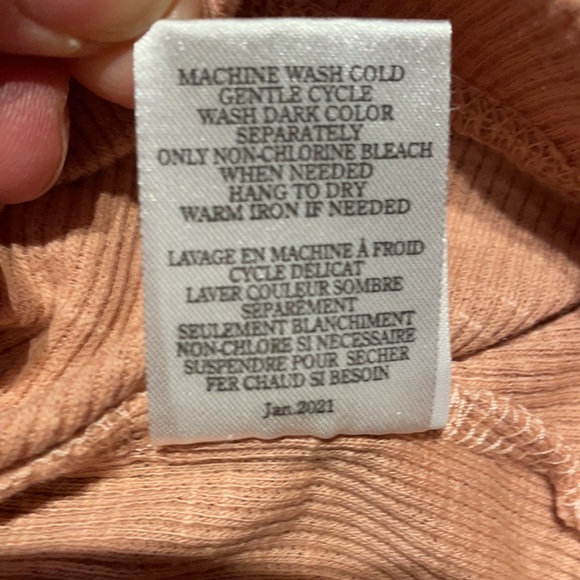 MACHINE WASH COLD
GENTLE CYCLE
WASH DARK COLOR
SEPARATELY
ONLY NON-CHLORINE BLEACH
WHEN NEEDED
HANG TO DRY
WARM IRON IF NEEDED
LAVAGE EN MACHINE À FROID
CYCLE DÉLICAT
LAVER COULEUR SOMBRE
SÉPARÉMENT
SEULEMENT BLANCHIMENT
NON-CHLORE SI NÉCESSAIRE
SUSPENDRE POUR SÉCHER
FER CHAUD SI BESOIN
Jan.2021